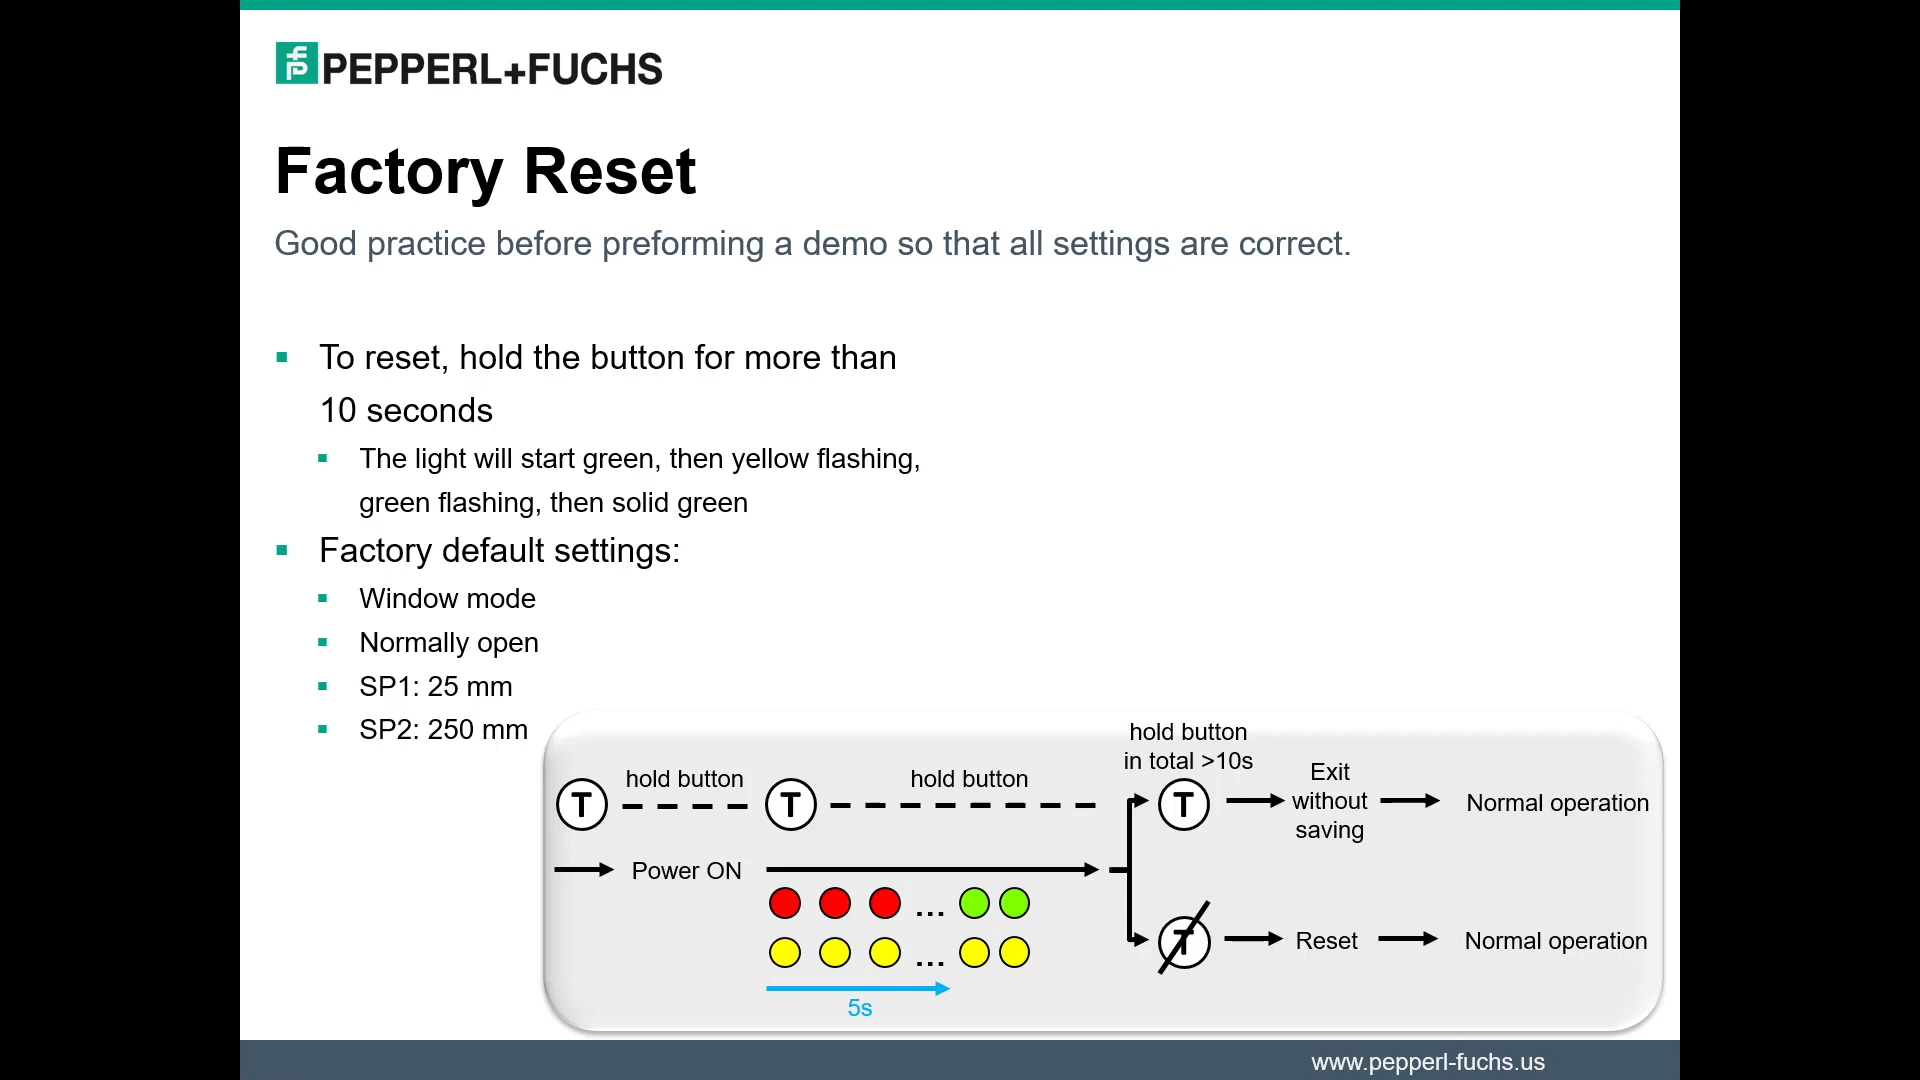 PEPPERL+FUCHS
Factory Reset
Good practice before preforming a demo so that all settings are correct.
To reset, hold the button for more than
10 seconds
The light will start green, then yellow flashing,
green flashing, then solid green
Factory default settings:
Window mode
Normally open
SP1: 25 mm
SP2: 250 mm
T
hold button
T
hold button
hold button
in total >10s
T
Exit
without
saving
Normal operation
Power ON
...
...
5s
T
Reset
Normal operation
www.pepperl-fuchs.us